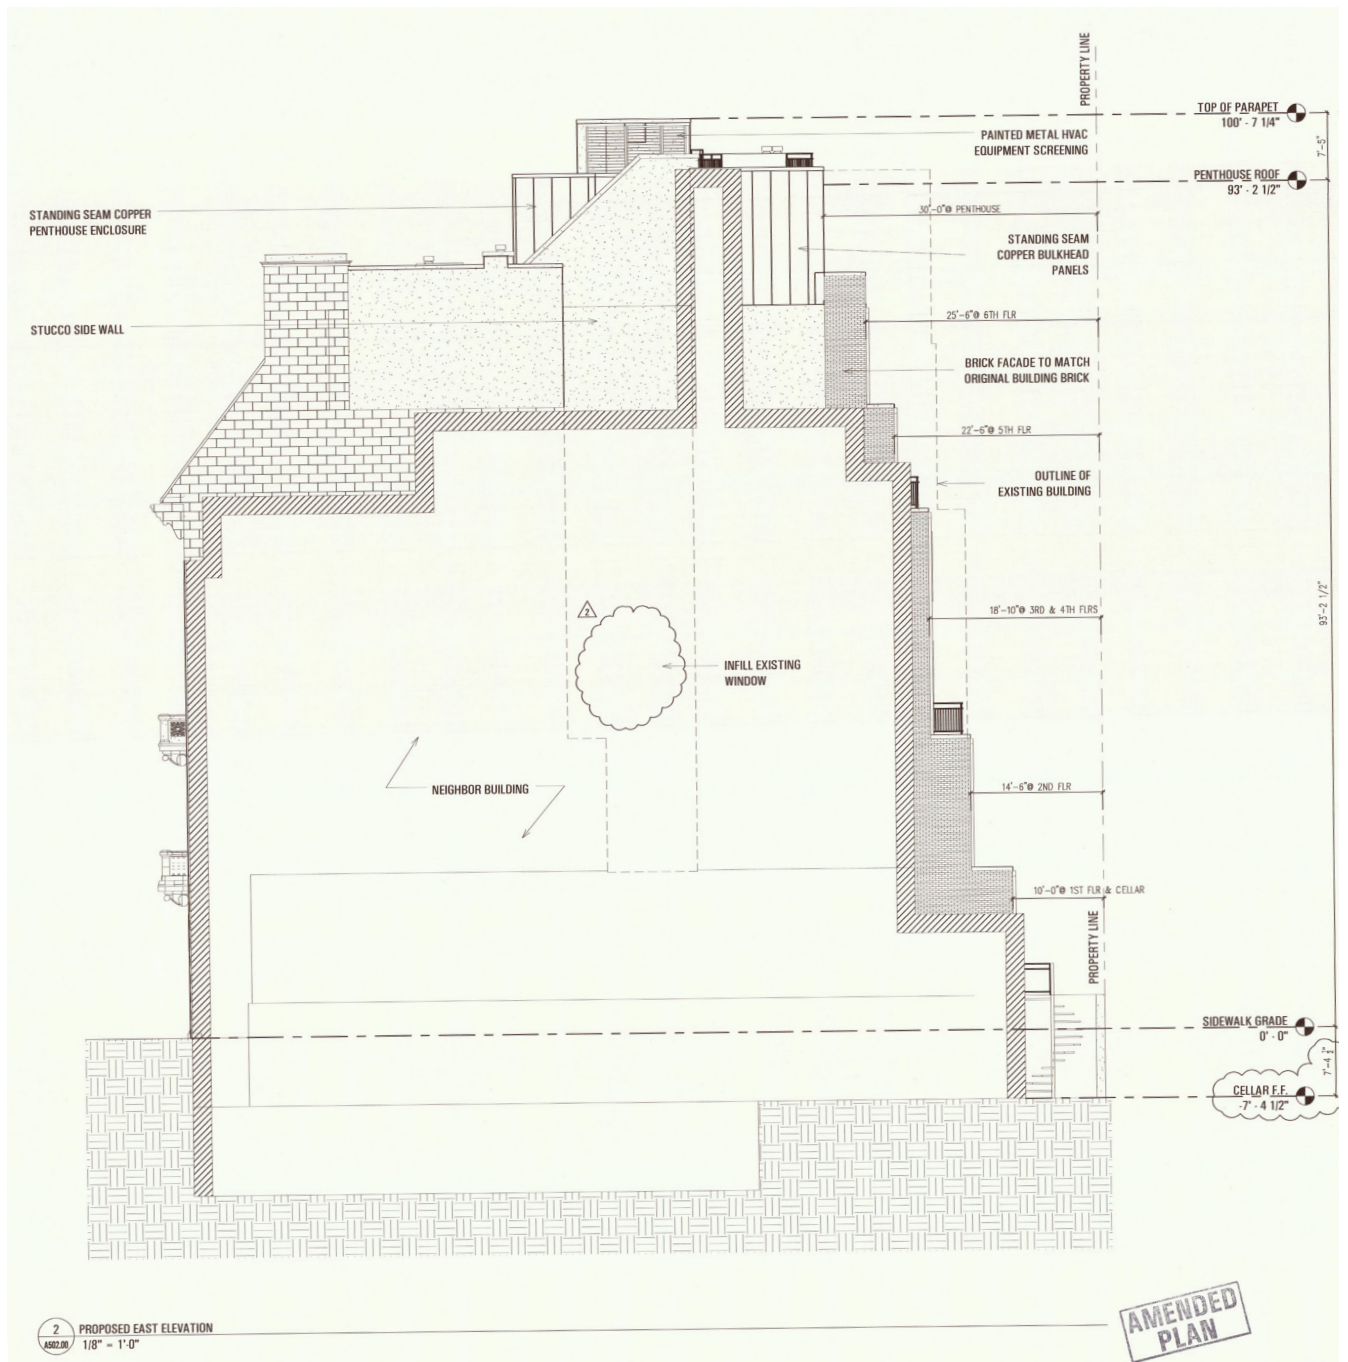 PROPERTY LINE
TOP OF PARAPET
100' - 7 1/4"
7'-5"
PAINTED METAL HVAC
EQUIPMENT SCREENING
PENTHOUSE ROOF
93' - 2 1/2"
STANDING SEAM COPPER
PENTHOUSE ENCLOSURE
30'-0"@ PENTHOUSE
STANDING SEAM
COPPER BULKHEAD
PANELS
STUCCO SIDE WALL
25'-6"@ 6TH FLR
BRICK FACADE TO MATCH
ORIGINAL BUILDING BRICK
22'-6"@ 5TH FLR
OUTLINE OF
EXISTING BUILDING
2
18'-10"@ 3RD & 4TH FLRS
93'-2 1/2"
INFILL EXISTING
WINDOW
NEIGHBOR BUILDING
14'-6"@ 2ND FLR
10'-0"@ 1ST FLR & CELLAR
PROPERTY LINE
SIDEWALK GRADE
0' - 0"
7'-4 1/2"
CELLAR F.F.
-7' - 4 1/2"
2
A502.00
PROPOSED EAST ELEVATION
1/8" = 1'-0"
AMENDED
PLAN